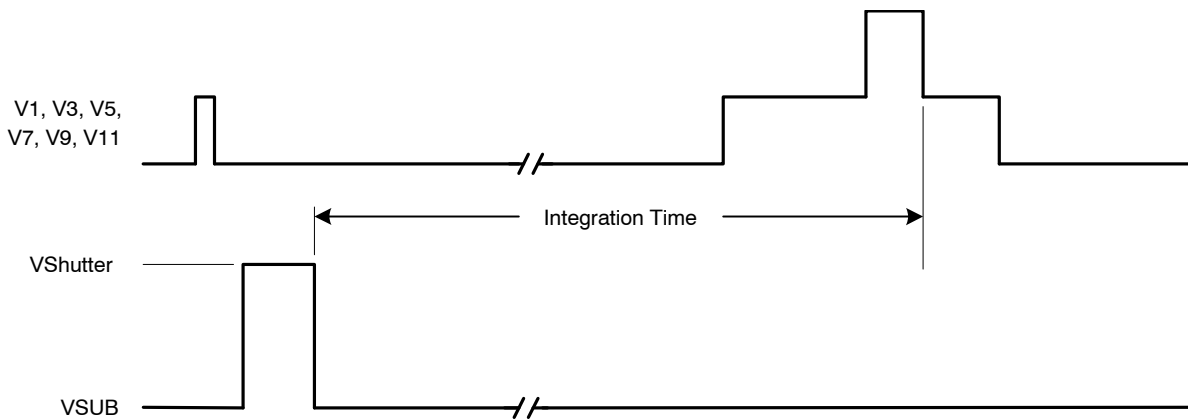 V1, V3, V5,
V7, V9, V11
Integration Time
VShutter
VSUB